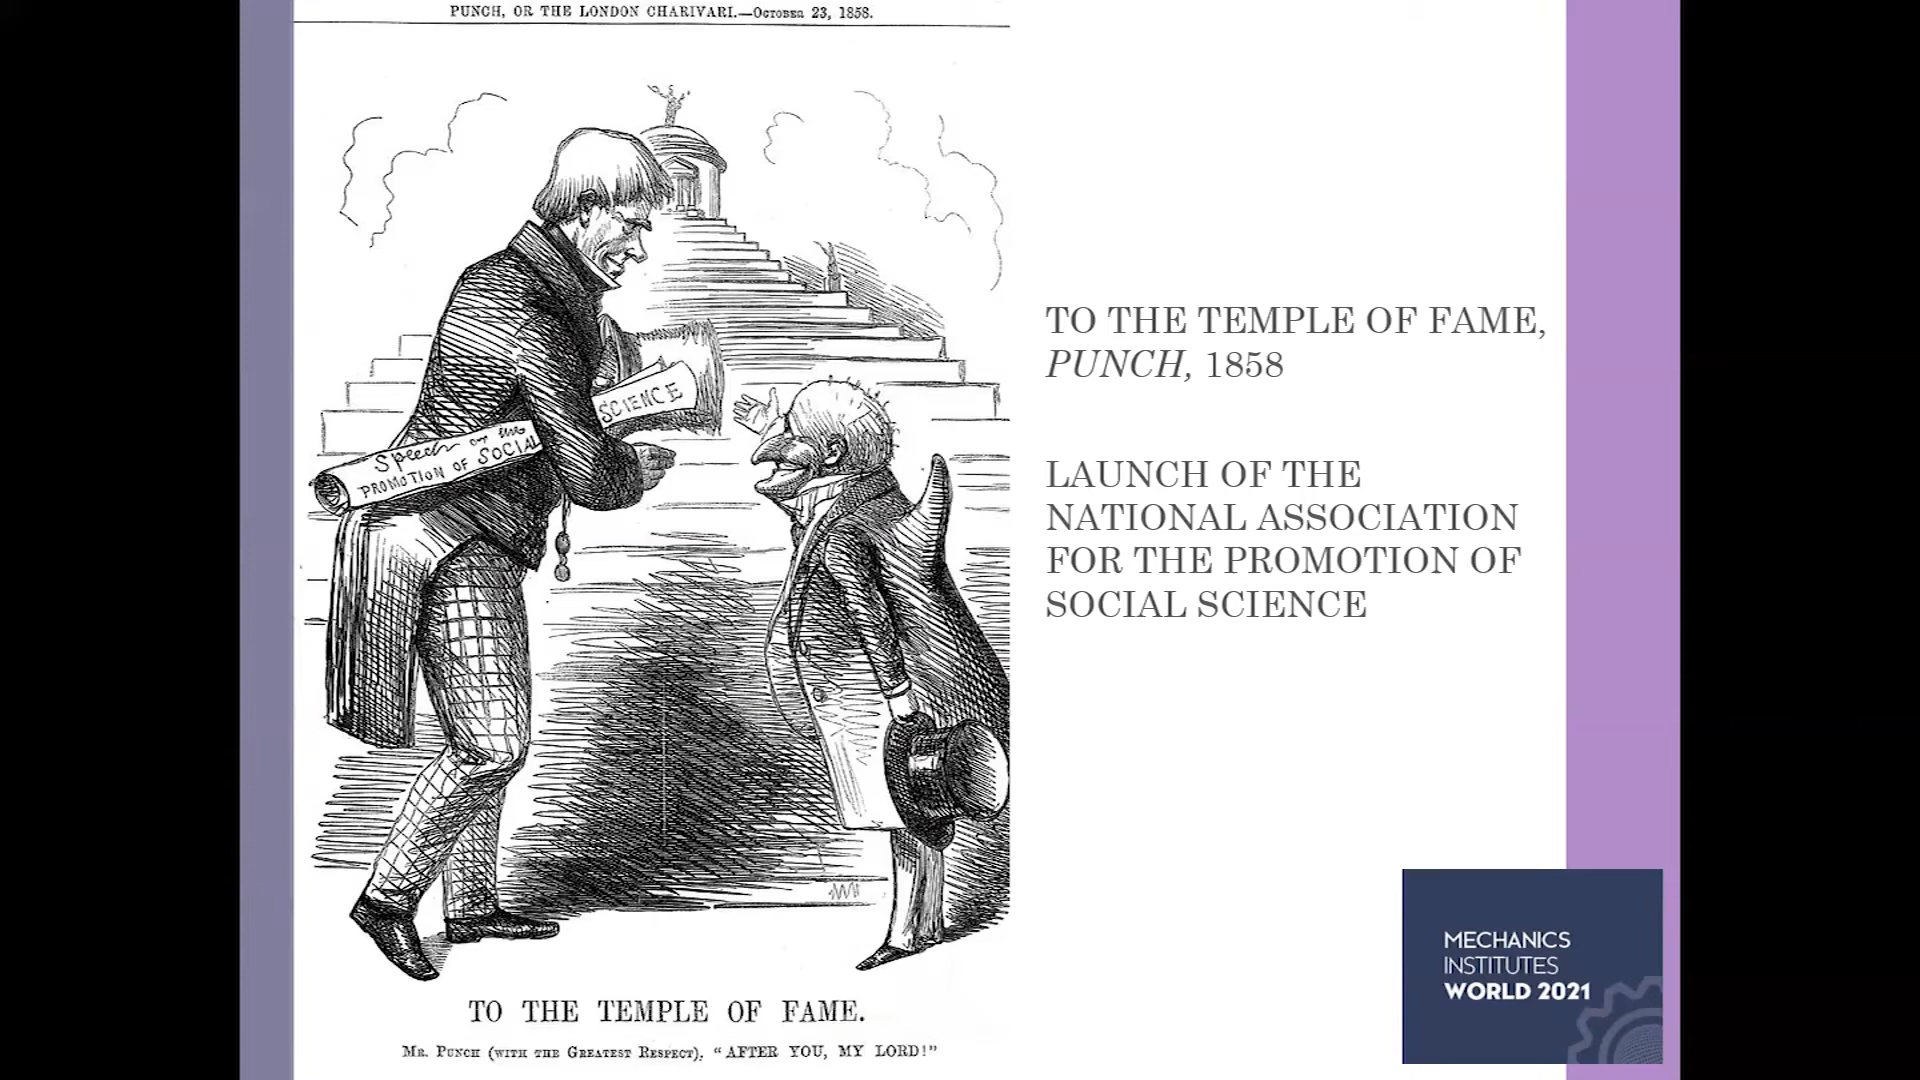 PUNCH, OR THE LONDON CHARIVARI.—October 23, 1858.
SCIENCE
Speech on the
PROMOTION OF SOCIAL
TO THE TEMPLE OF FAME.
Mr. Punch (with the Greatest Respect). "AFTER YOU, MY LORD!"
TO THE TEMPLE OF FAME,
PUNCH, 1858
LAUNCH OF THE
NATIONAL ASSOCIATION
FOR THE PROMOTION OF
SOCIAL SCIENCE
MECHANICS
INSTITUTES
WORLD 2021